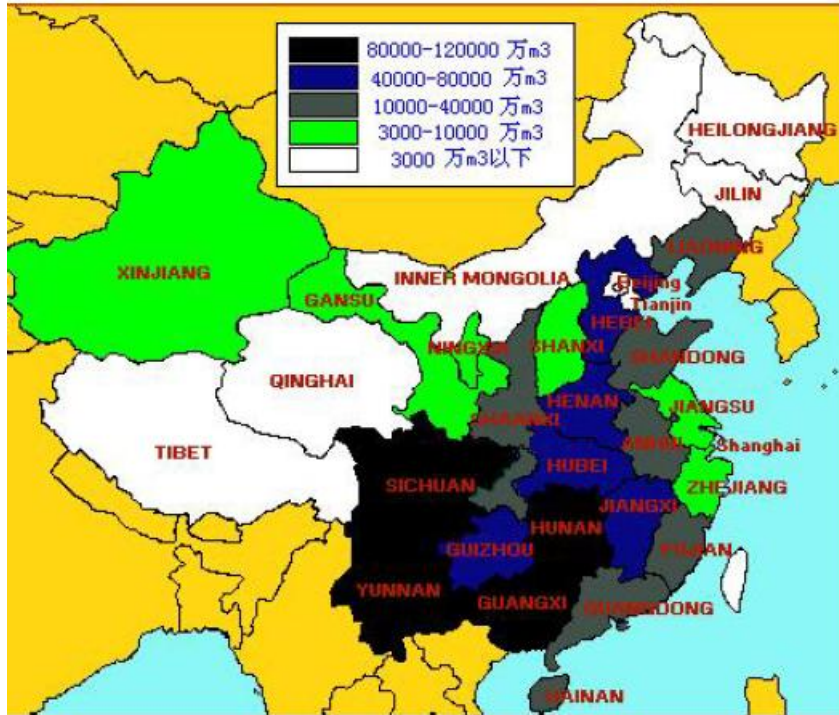 80000-120000 万m3
40000-80000 万m3
10000-40000 万m3
3000-10000 万m3
3000 万m3以下
HEILONGJIANG
JILIN
LIAONING
XINJIANG
INNER MONGOLIA
GANSU
Beijing
Tianjin
HEBEI
NINGXIA
SHANXI
SHANDONG
QINGHAI
HENAN
JIANGSU
SHAANXI
ANHUI
Shanghai
TIBET
HUBEI
SICHUAN
ZHEJIANG
JIANGXI
HUNAN
GUIZHOU
FUJIAN
YUNNAN
GUANGXI
GUANGDONG
HAINAN